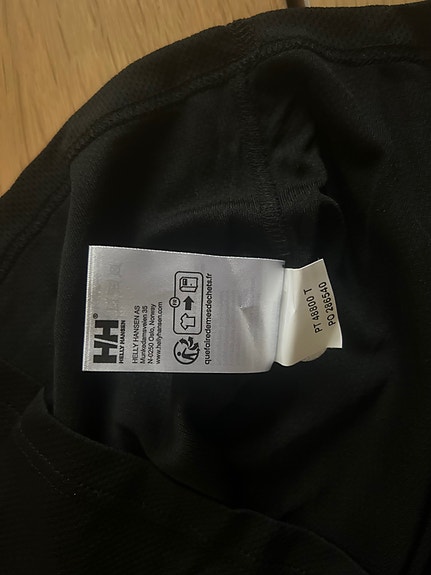 H/H
HELLY HANSEN
HELLY HANSEN AS
Munkedamsveien 35
N-0250 Oslo, Norway
www.hellyhansen.com
FR
quefairedemesdechets.fr
PT 48800 T
PO 286540